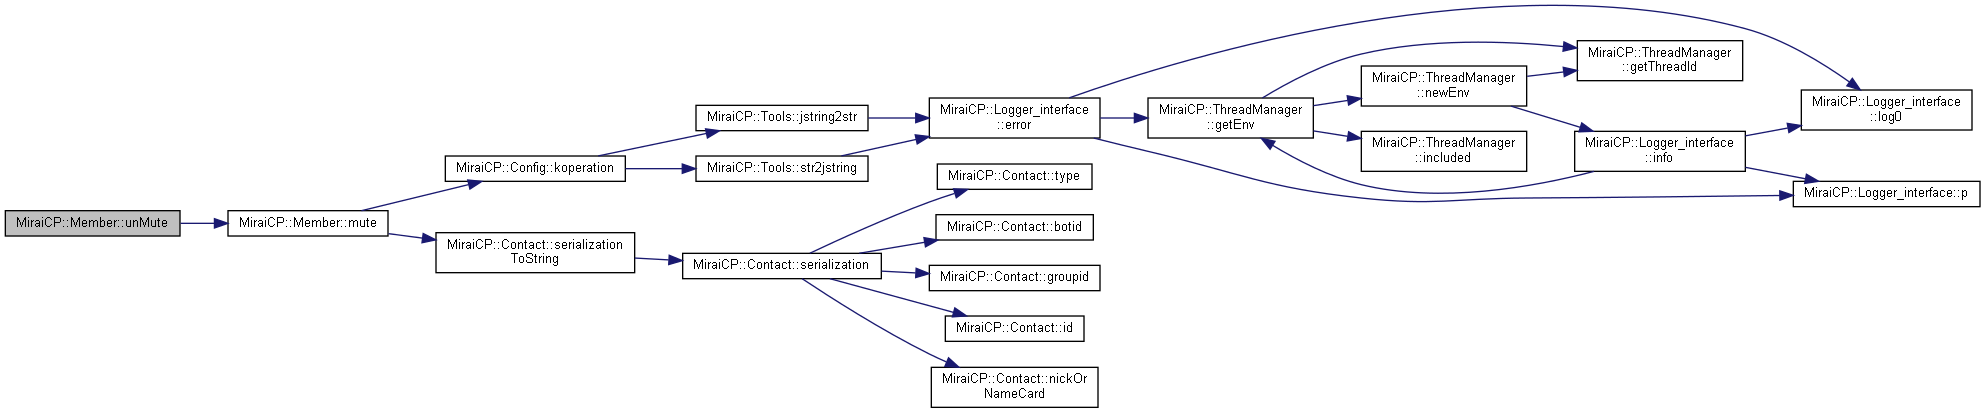 MiraiCP::Member::unMute
MiraiCP::Member::mute
MiraiCP::Config::koperation
MiraiCP::Contact::serialization
ToString
MiraiCP::Tools::jstring2str
MiraiCP::Tools::str2jstring
MiraiCP::Contact::serialization
MiraiCP::Logger_interface
::error
MiraiCP::Contact::type
MiraiCP::Contact::botid
MiraiCP::Contact::groupid
MiraiCP::Contact::id
MiraiCP::Contact::nickOr
NameCard
MiraiCP::ThreadManager
::getEnv
MiraiCP::ThreadManager
::newEnv
MiraiCP::ThreadManager
::included
MiraiCP::ThreadManager
::getThreadId
MiraiCP::Logger_interface
::info
MiraiCP::Logger_interface
::log0
MiraiCP::Logger_interface::p